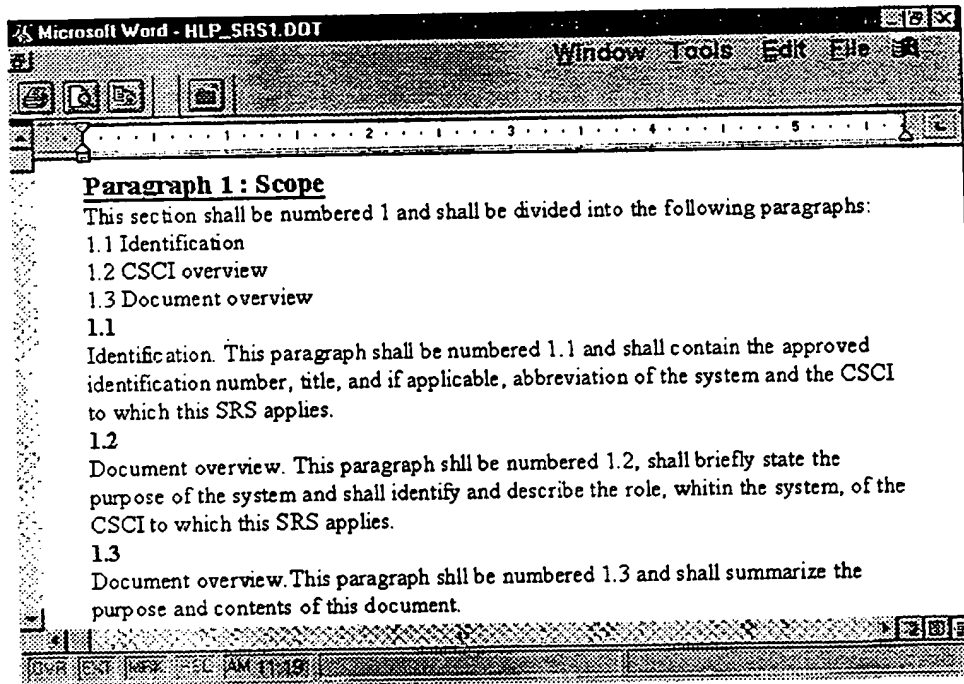 Microsoft Word - HLP_SRS1.DOT
Window Tools Edit File
1 2 3 4 5
Paragraph 1 : Scope
This section shall be numbered 1 and shall be divided into the following paragraphs:
1.1 Identification
1.2 CSCI overview
1.3 Document overview
1.1
Identification. This paragraph shall be numbered 1.1 and shall contain the approved
identification number, title, and if applicable, abbreviation of the system and the CSCI
to which this SRS applies.
1.2
Document overview. This paragraph shll be numbered 1.2, shall briefly state the
purpose of the system and shall identify and describe the role, whitin the system, of the
CSCI to which this SRS applies.
1.3
Document overview.This paragraph shll be numbered 1.3 and shall summarize the
purpose and contents of this document.
OVR EXT AM 11:19